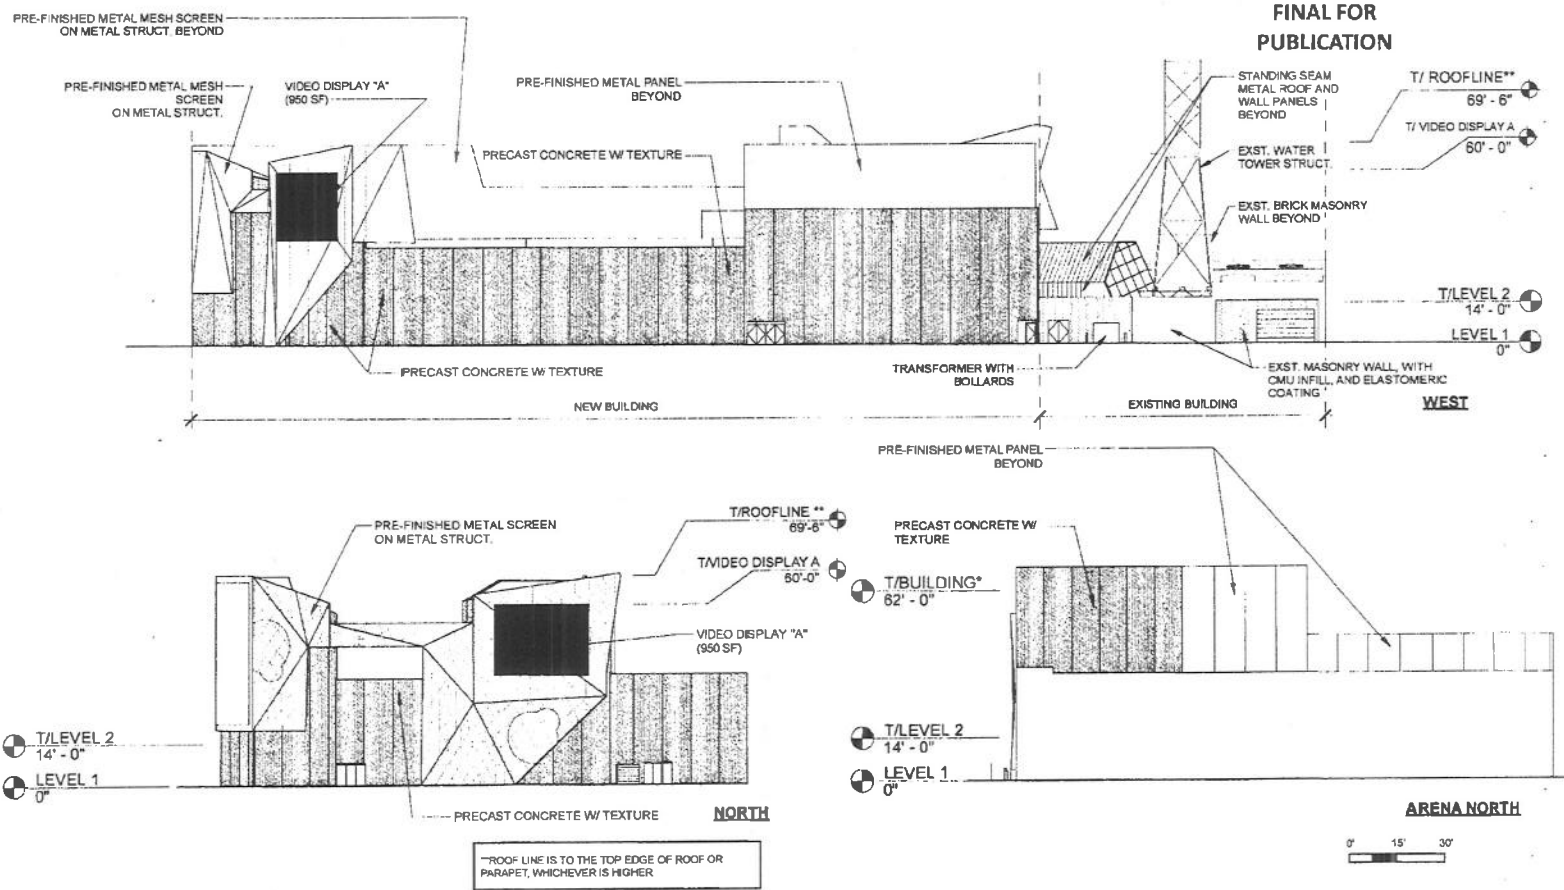 FINAL FOR
PUBLICATION
PRE-FINISHED METAL MESH SCREEN
ON METAL STRUCT. BEYOND
PRE-FINISHED METAL MESH
SCREEN
ON METAL STRUCT.
VIDEO DISPLAY "A"
(950 SF)
PRE-FINISHED METAL PANEL
BEYOND
PRECAST CONCRETE W/ TEXTURE
STANDING SEAM
METAL ROOF AND
WALL PANELS
BEYOND
T/ ROOFLINE**
69' - 6"
T/ VIDEO DISPLAY A
60' - 0"
EXST. WATER
TOWER STRUCT.
EXST. BRICK MASONRY
WALL BEYOND
T/LEVEL 2
14' - 0"
LEVEL 1
0"
PRECAST CONCRETE W/ TEXTURE
TRANSFORMER WITH
BOLLARDS
EXST. MASONRY WALL, WITH
CMU INFILL, AND ELASTOMERIC
COATING
NEW BUILDING
EXISTING BUILDING
WEST
PRE-FINISHED METAL SCREEN
ON METAL STRUCT.
T/ROOFLINE **
69'-6"
T/VIDEO DISPLAY A
60'-0"
VIDEO DISPLAY "A"
(950 SF)
T/LEVEL 2
14' - 0"
LEVEL 1
0"
PRECAST CONCRETE W/ TEXTURE
NORTH
**ROOF LINE IS TO THE TOP EDGE OF ROOF OR
PARAPET, WHICHEVER IS HIGHER
PRE-FINISHED METAL PANEL
BEYOND
PRECAST CONCRETE W/
TEXTURE
T/BUILDING*
62' - 0"
T/LEVEL 2
14' - 0"
LEVEL 1
0"
ARENA NORTH
0' 15' 30'